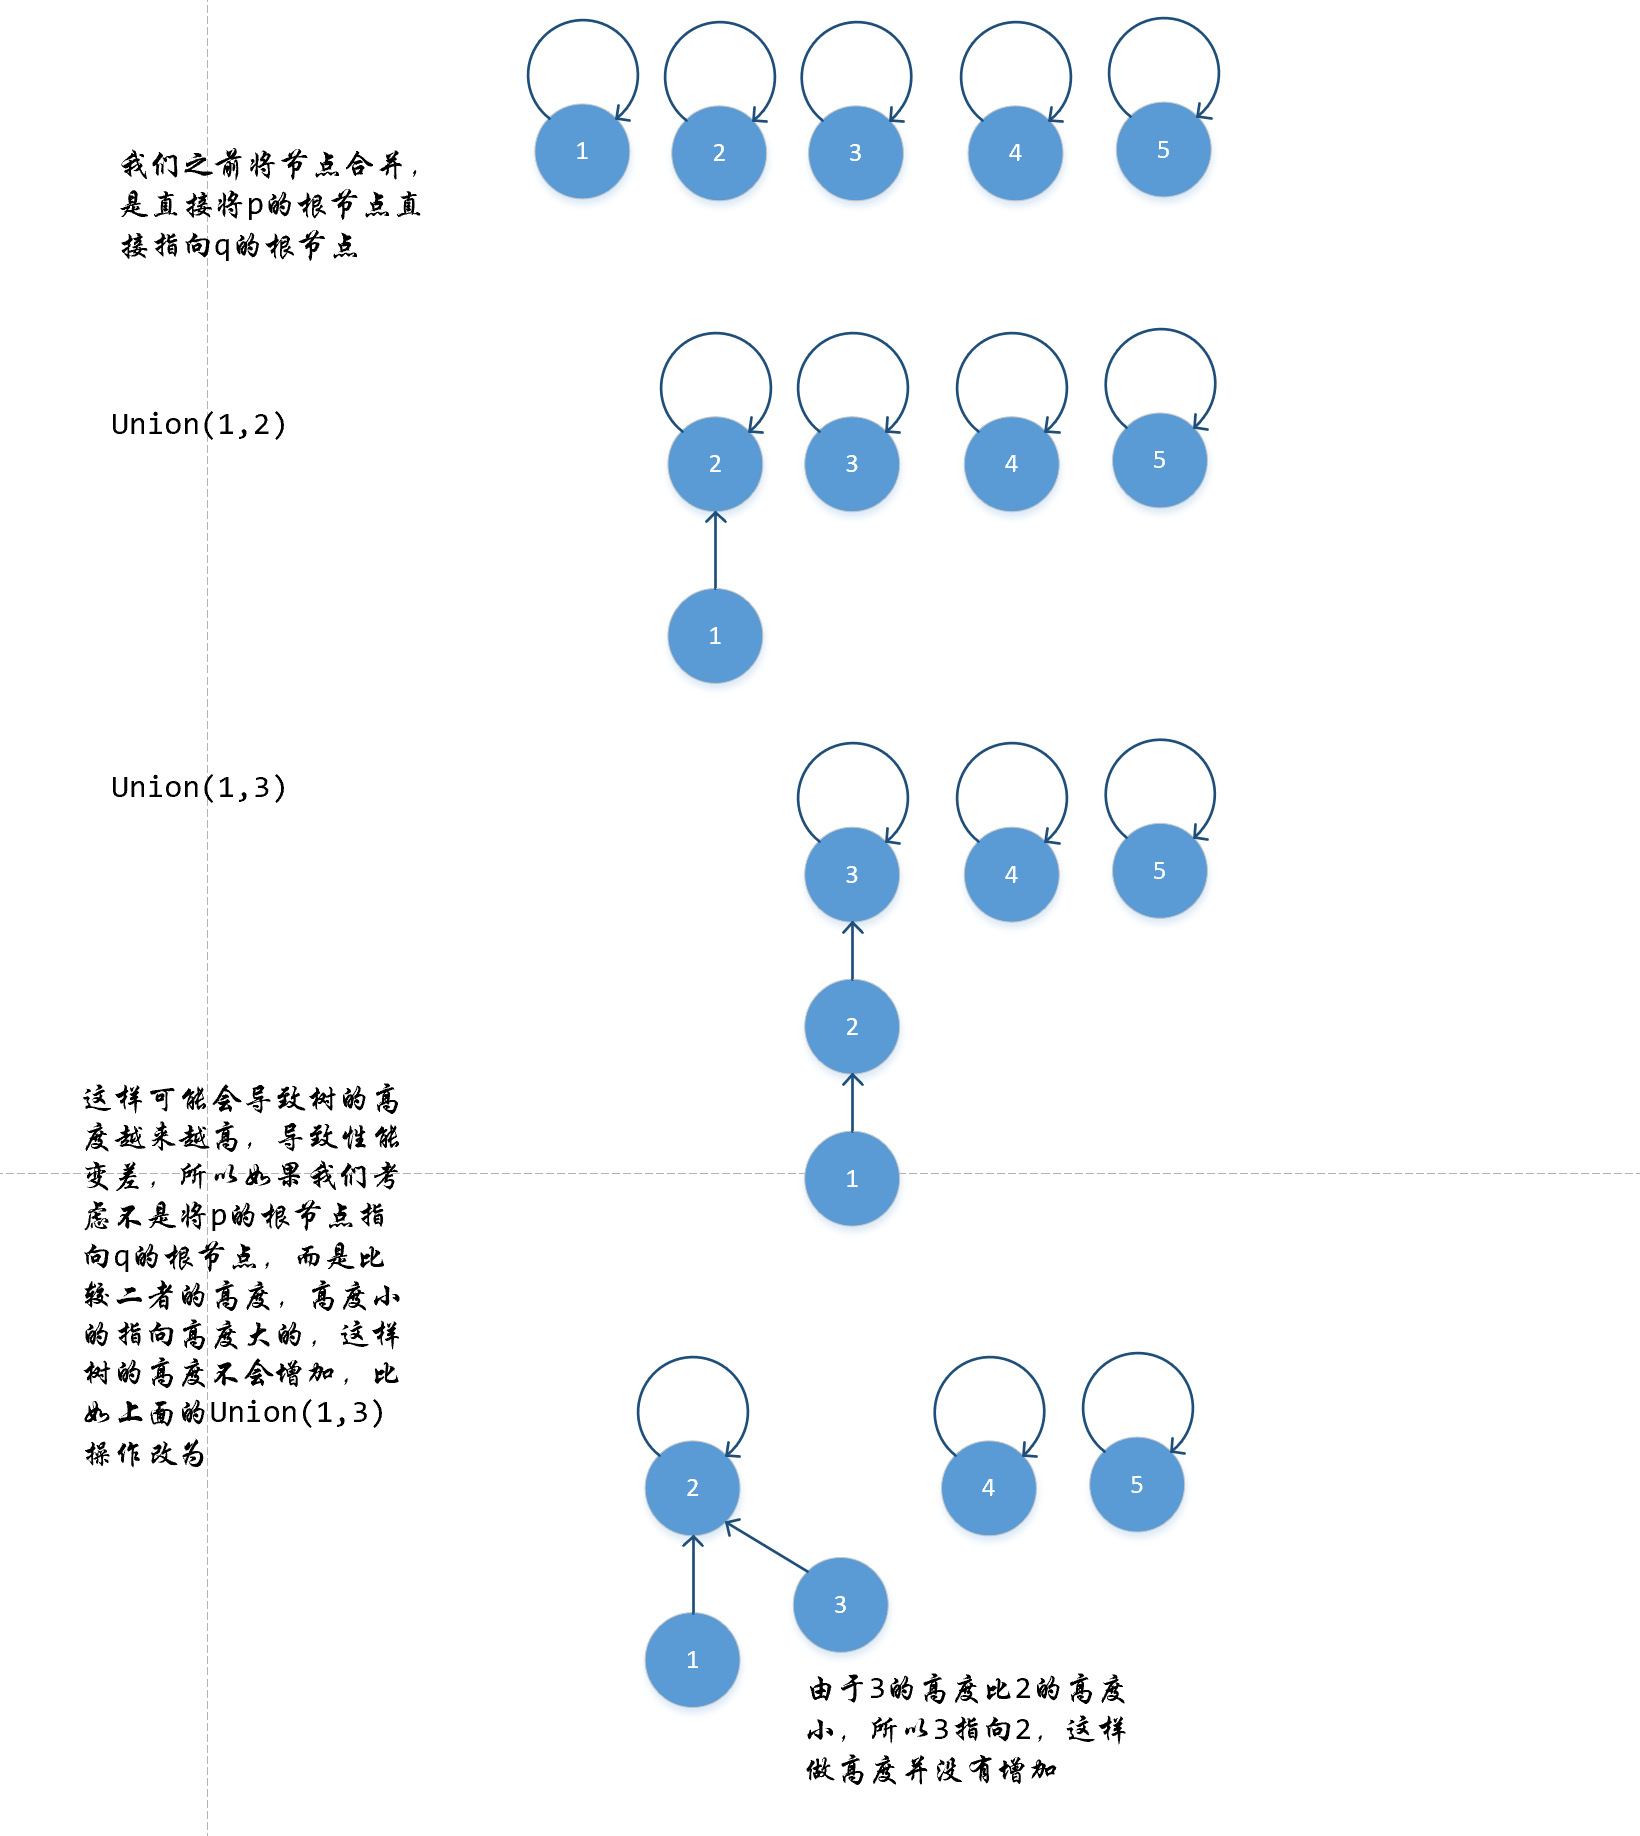 1 2 3 4 5
我们之前将节点合并，
是直接将p的根节点直
接指向q的根节点
Union(1,2)
2 3 4 5
1
Union(1,3)
3 4 5
2
1
这样可能会导致树的高
度越来越高，导致性能
变差，所以如果我们考
虑不是将p的根节点指
向q的根节点，而是比
较二者的高度，高度小
的指向高度大的，这样
树的高度不会增加，比
如上面的Union(1,3)
操作改为
2 4 5
3
1
由于3的高度比2的高度
小，所以3指向2，这样
做高度并没有增加